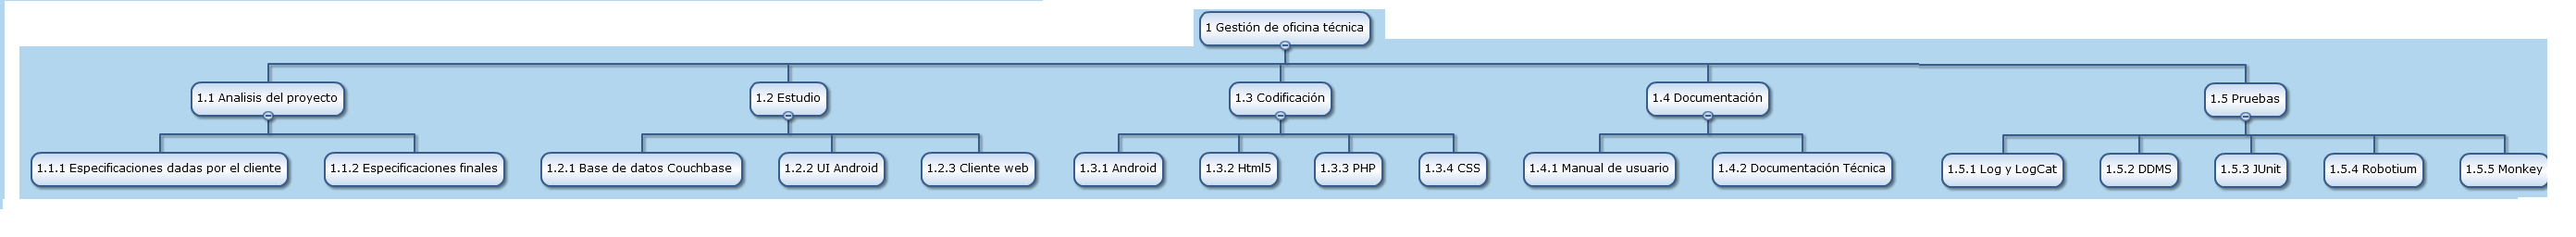 1 Gestión de oficina técnica
1.1 Analisis del proyecto
1.2 Estudio
1.3 Codificación
1.4 Documentación
1.5 Pruebas
1.1.1 Especificaciones dadas por el cliente
1.1.2 Especificaciones finales
1.2.1 Base de datos Couchbase
1.2.2 UI Android
1.2.3 Cliente web
1.3.1 Android
1.3.2 Html5
1.3.3 PHP
1.3.4 CSS
1.4.1 Manual de usuario
1.4.2 Documentación Técnica
1.5.1 Log y LogCat
1.5.2 DDMS
1.5.3 JUnit
1.5.4 Robotium
1.5.5 Monkey